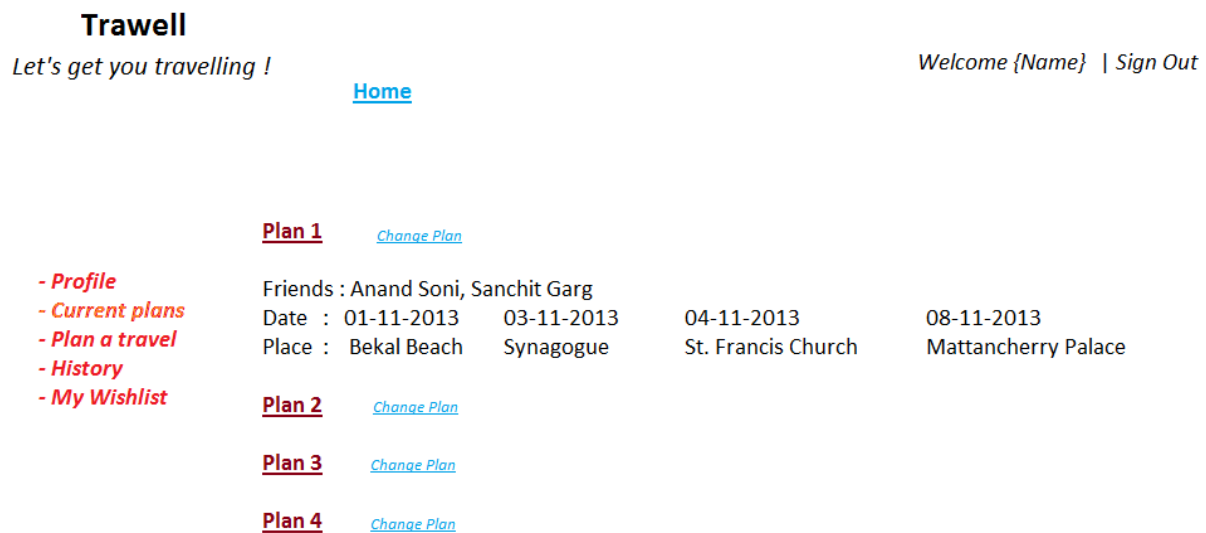 Trawell
Let's get you travelling !
Welcome {Name} | Sign Out
Home
- Profile
- Current plans
- Plan a travel
- History
- My Wishlist
Plan 1 Change Plan
Friends : Anand Soni, Sanchit Garg
Date : 01-11-2013 03-11-2013 04-11-2013 08-11-2013
Place : Bekal Beach Synagogue St. Francis Church Mattancherry Palace
Plan 2 Change Plan
Plan 3 Change Plan
Plan 4 Change Plan